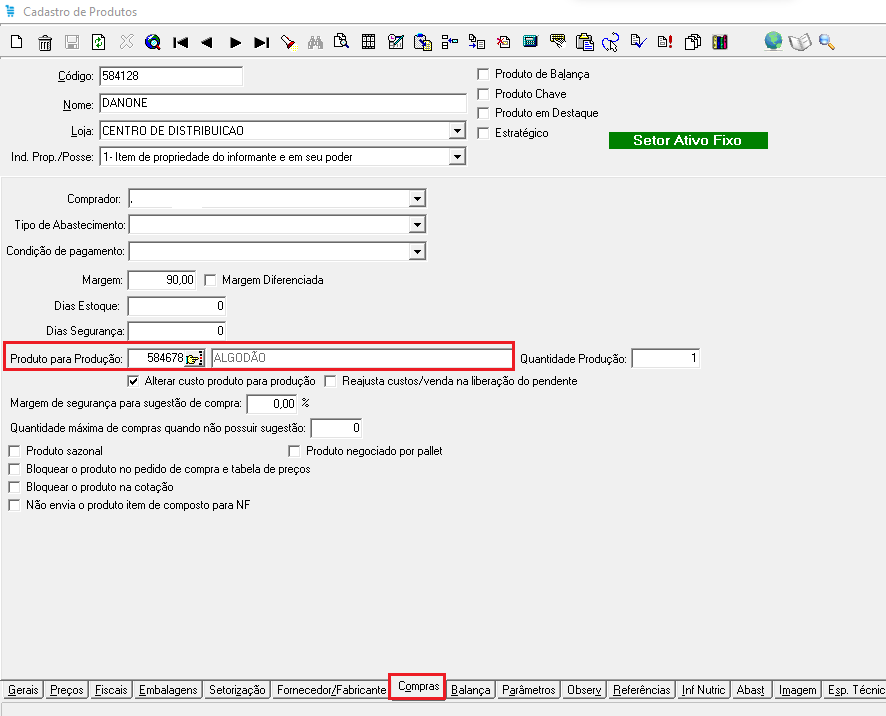 Cadastro de Produtos
Código: 584128
Nome: DANONE
Loja: CENTRO DE DISTRIBUICAO
Ind. Prop./Posse: 1- Item de propriedade do informante e em seu poder
Produto de Balança
Produto Chave
Produto em Destaque
Estratégico
Setor Ativo Fixo
Comprador: .
Tipo de Abastecimento:
Condição de pagamento:
Margem: 90,00 Margem Diferenciada
Dias Estoque: 0
Dias Segurança: 0
Produto para Produção: 584678 ALGODÃO Quantidade Produção: 1
Alterar custo produto para produção Reajusta custos/venda na liberação do pendente
Margem de segurança para sugestão de compra: 0,00 %
Quantidade máxima de compras quando não possuir sugestão: 0
Produto sazonal Produto negociado por pallet
Bloquear o produto no pedido de compra e tabela de preços
Bloquear o produto na cotação
Não envia o produto item de composto para NF
Gerais Preços Fiscais Embalagens Setorização Fornecedor/Fabricante Compras Balança Parâmetros Observ Referências Inf Nutric Abast Imagem Esp. Técnic